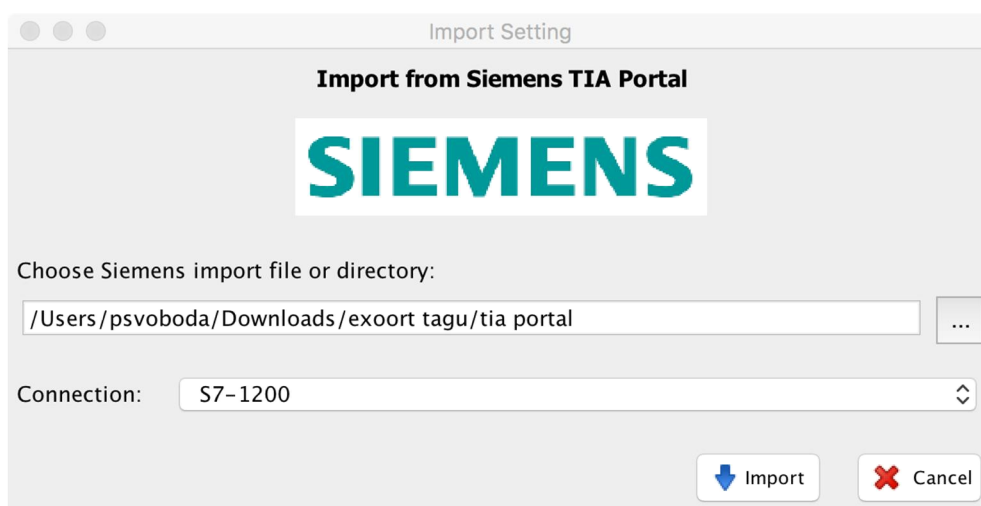 Import Setting
Import from Siemens TIA Portal
SIEMENS
Choose Siemens import file or directory:
/Users/psvoboda/Downloads/exoort tagu/tia portal
...
Connection: S7-1200
Import Cancel